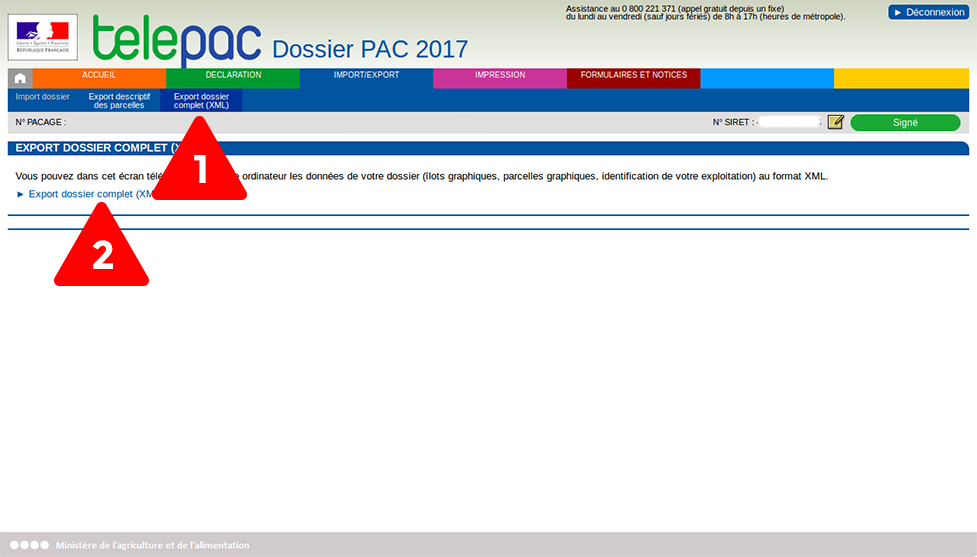 Assistance au 0 800 221 371 (appel gratuit depuis un fixe)
du lundi au vendredi (sauf jours fériés) de 8h à 17h (heures de métropole).
► Déconnexion
Liberté • Égalité • Fraternité
RÉPUBLIQUE FRANÇAISE
telepac
Dossier PAC 2017
ACCUEIL
DECLARATION
IMPORT/EXPORT
IMPRESSION
FORMULAIRES ET NOTICES
Import dossier
Export descriptif
des parcelles
Export dossier
complet (XML)
N° PACAGE :
N° SIRET :
Signé
EXPORT DOSSIER COMPLET (
1
Vous pouvez dans cet écran ordinateur les données de votre dossier (îlots graphiques, parcelles graphiques, identification de votre exploitation) au format XML.
► Export dossier complet (XM
2
Ministère de l'agriculture et de l'alimentation